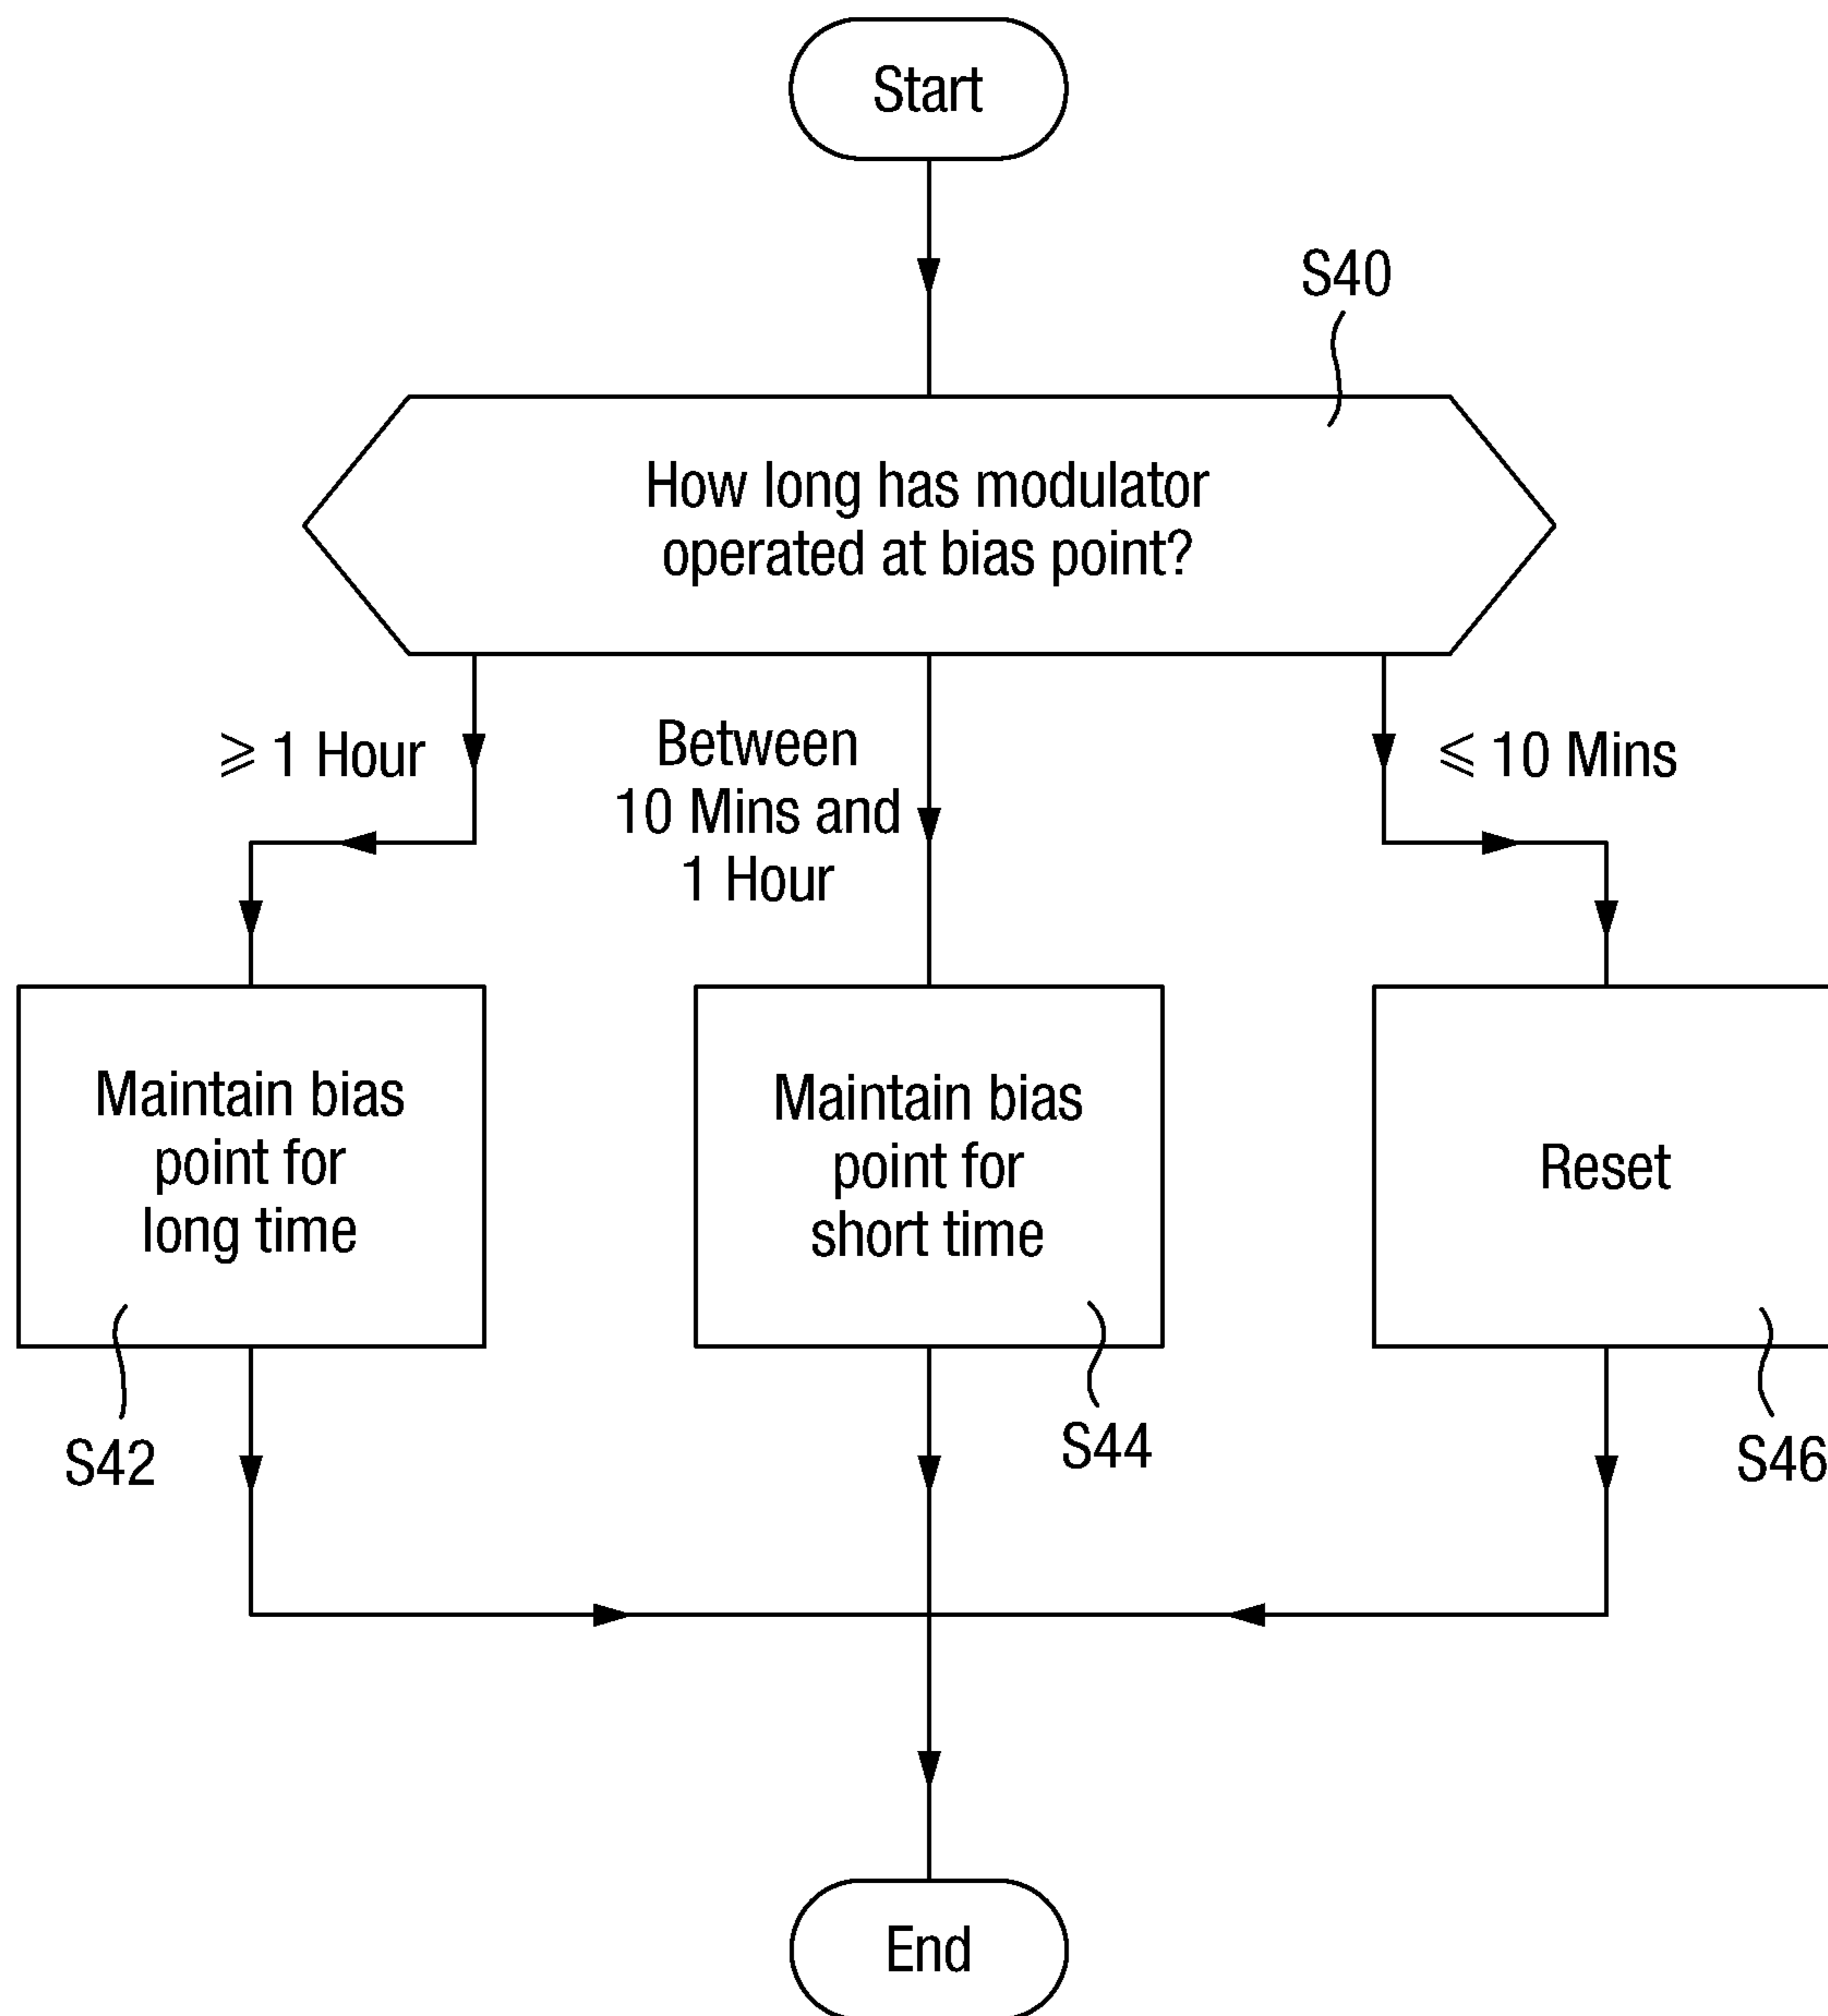 Start
S40
How long has modulator
operated at bias point?
⩾ 1 Hour
Between
10 Mins and
1 Hour
⩽ 10 Mins
Maintain bias
point for
long time
Maintain bias
point for
short time
Reset
S42
S44
S46
End